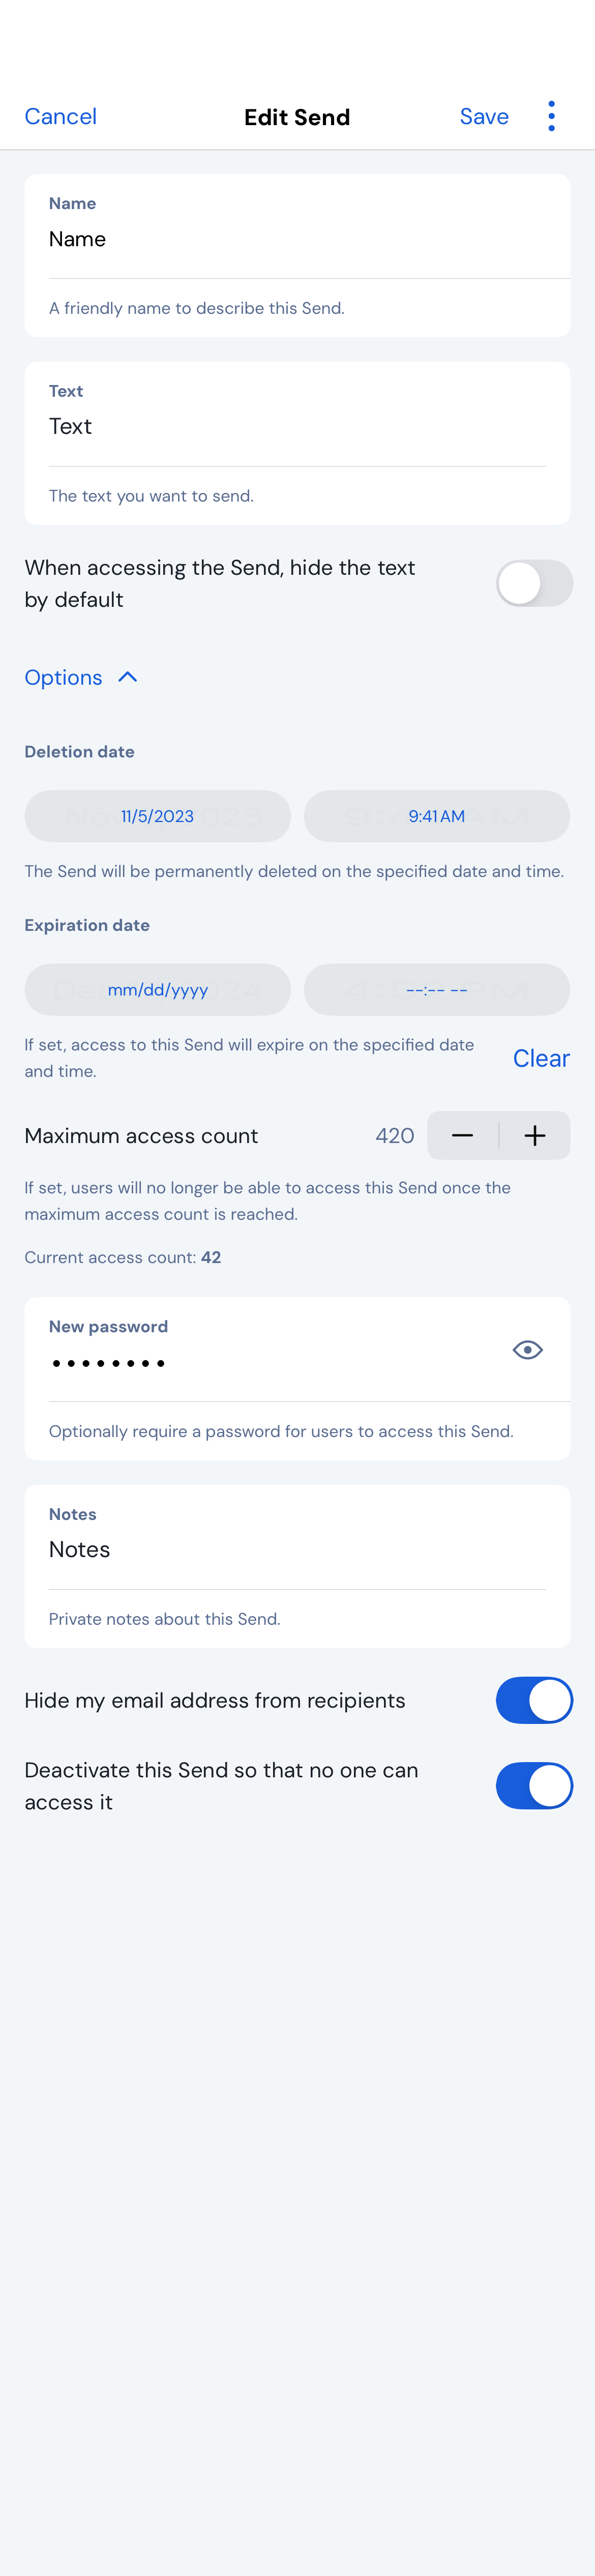 Cancel Edit Send Save
Name
Name
A friendly name to describe this Send.
Text
Text
The text you want to send.
When accessing the Send, hide the text
by default
Options
Deletion date
11/5/2023 9:41 AM
The Send will be permanently deleted on the specified date and time.
Expiration date
mm/dd/yyyy --:-- --
If set, access to this Send will expire on the specified date
and time.
Clear
Maximum access count 420
If set, users will no longer be able to access this Send once the
maximum access count is reached.
Current access count: 42
New password
••••••••
Optionally require a password for users to access this Send.
Notes
Notes
Private notes about this Send.
Hide my email address from recipients
Deactivate this Send so that no one can
access it